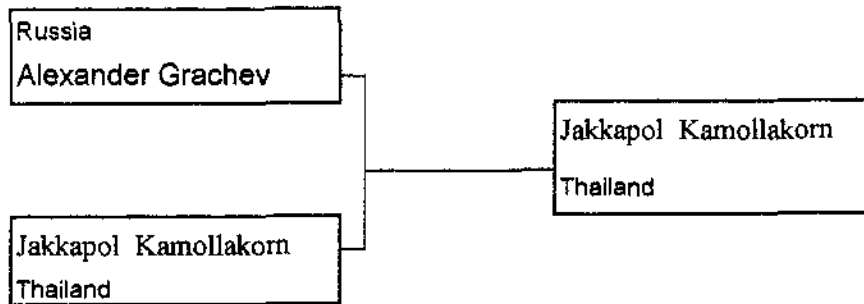 Russia
Alexander Grachev
Jakkapol Kamollakorn
Thailand
Jakkapol Kamollakorn
Thailand